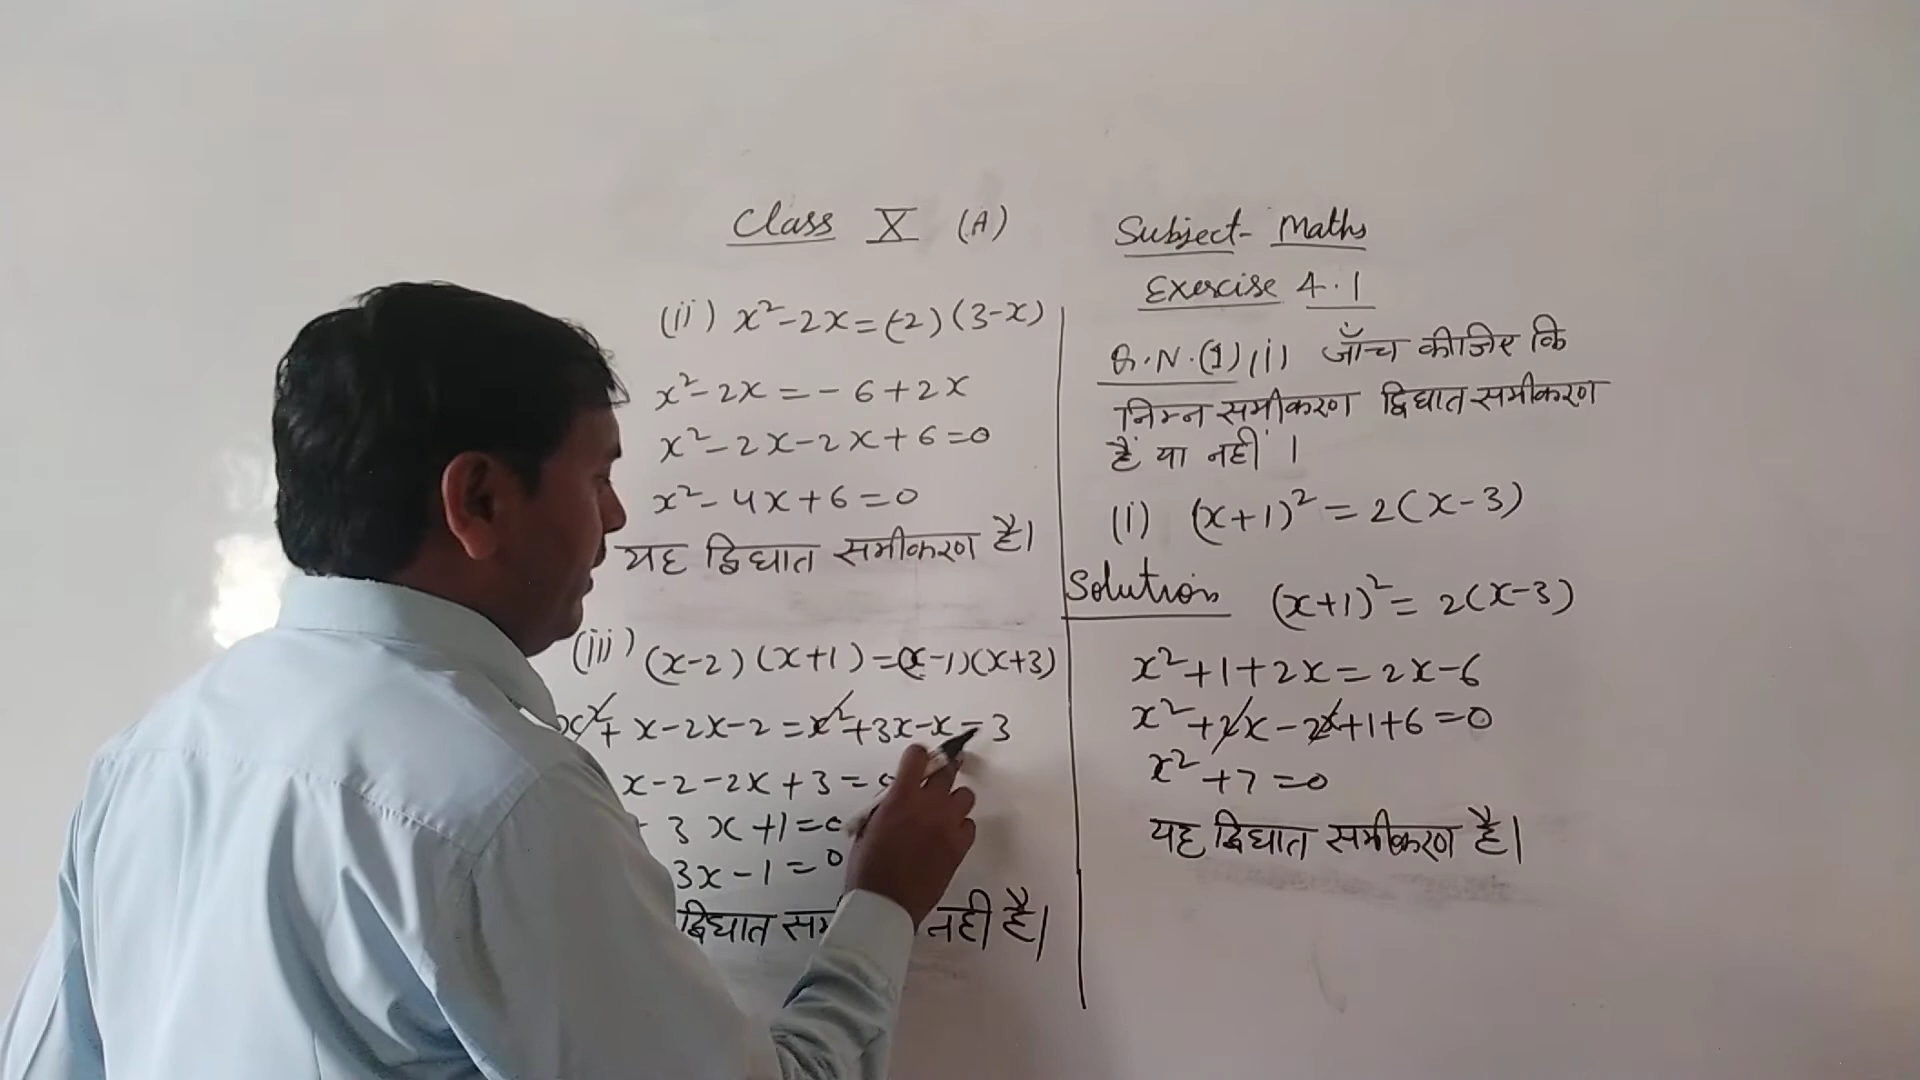 Class X (A)
(ii) x²-2x=(-2)(3-x)
x²-2x=-6+2x
x²-2x-2x+6=0
x²-4x+6=0
यह द्विघात समीकरण है।
(iii) (x-2)(x+1)=(x-1)(x+3)
x²+x-2x-2=x²+3x-x-3
x-2-2x+3=
-3x+1=0
3x-1=0
द्विघात नहीं है।
Subject- Maths
Exercise 4.1
Q.N.(1)(i) जाँच कीजिए कि
निम्न समीकरण द्विघात समीकरण
हैं या नहीं।
(i) (x+1)²=2(x-3)
Solution (x+1)²=2(x-3)
x²+1+2x=2x-6
x²+2x-2x+1+6=0
x²+7=0
यह द्विघात समीकरण है।